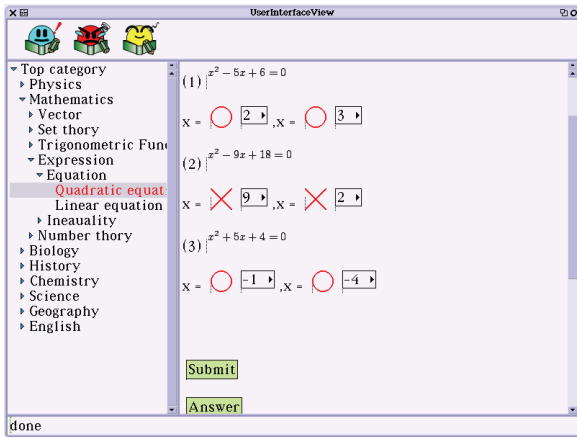 UserInterfaceView
Top category
Physics
Mathematics
Vector
Set thory
Trigonometric Fun
Expression
Equation
Quadratic equat
Linear equation
Ineauality
Number thory
Biology
History
Chemistry
Science
Geography
English
(1) x² − 5x + 6 = 0
x = 2 ,x = 3
(2) x² − 9x + 18 = 0
x = 9 ,x = 2
(3) x² + 5x + 4 = 0
x = -1 ,x = -4
Submit
Answer
done